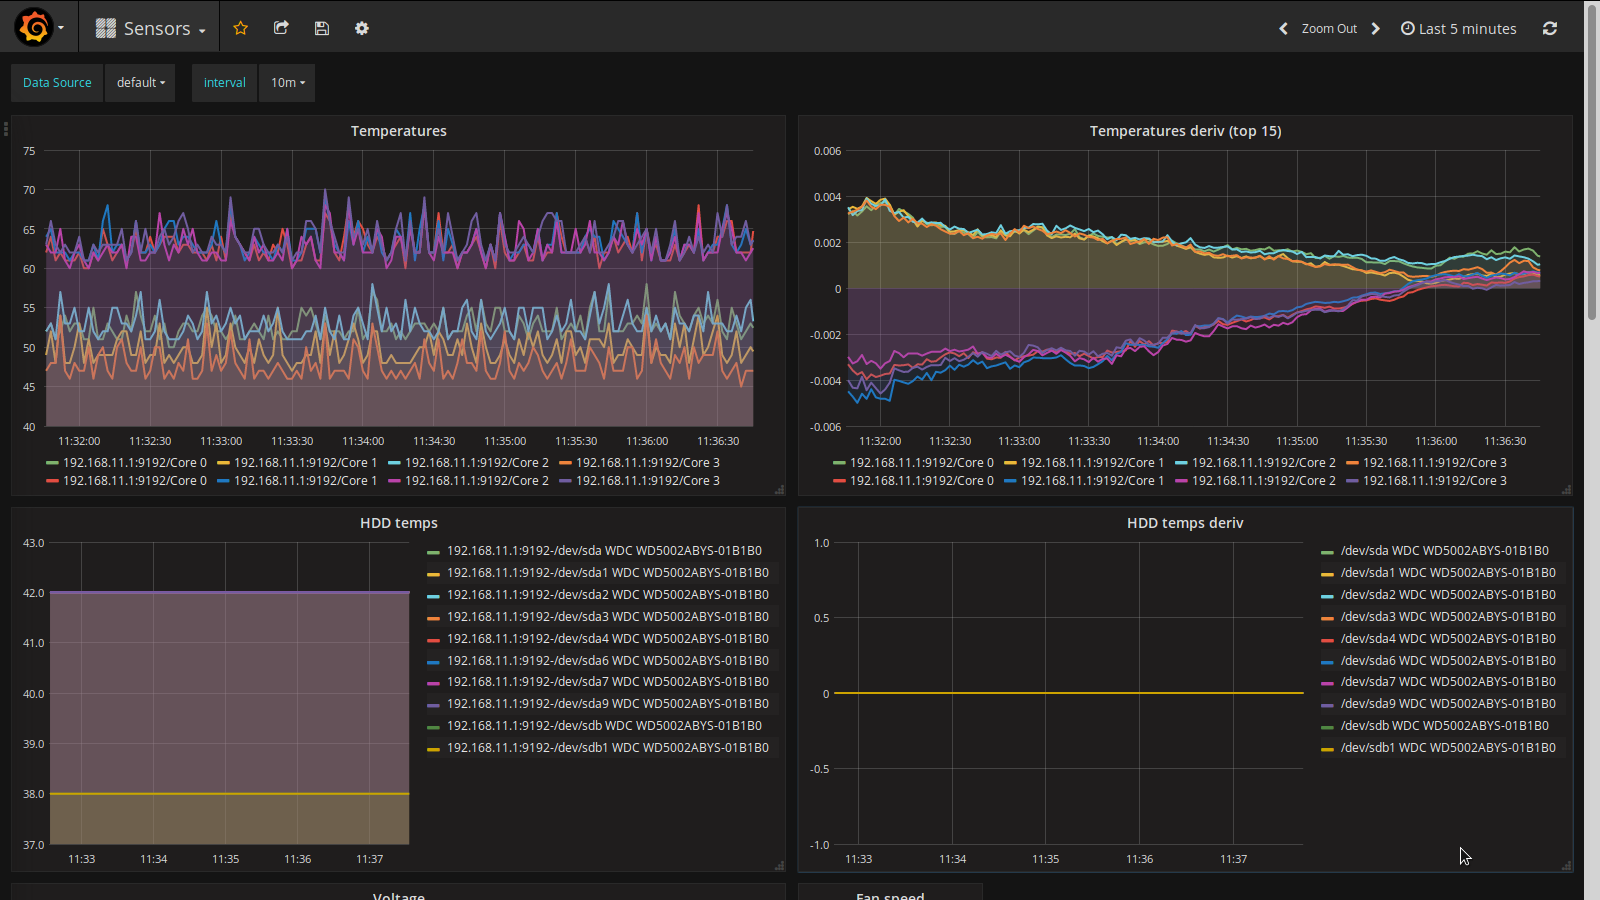 Sensors
Zoom Out
Last 5 minutes
Data Source default interval 10m
Temperatures
75
70
65
60
55
50
45
40
11:32:00 11:32:30 11:33:00 11:33:30 11:34:00 11:34:30 11:35:00 11:35:30 11:36:00 11:36:30
192.168.11.1:9192/Core 0 192.168.11.1:9192/Core 1 192.168.11.1:9192/Core 2 192.168.11.1:9192/Core 3
192.168.11.1:9192/Core 0 192.168.11.1:9192/Core 1 192.168.11.1:9192/Core 2 192.168.11.1:9192/Core 3
Temperatures deriv (top 15)
0.006
0.004
0.002
0
-0.002
-0.004
-0.006
11:32:00 11:32:30 11:33:00 11:33:30 11:34:00 11:34:30 11:35:00 11:35:30 11:36:00 11:36:30
192.168.11.1:9192/Core 0 192.168.11.1:9192/Core 1 192.168.11.1:9192/Core 2 192.168.11.1:9192/Core 3
192.168.11.1:9192/Core 0 192.168.11.1:9192/Core 1 192.168.11.1:9192/Core 2 192.168.11.1:9192/Core 3
HDD temps
43.0
42.0
41.0
40.0
39.0
38.0
37.0
11:33 11:34 11:35 11:36 11:37
192.168.11.1:9192-/dev/sda WDC WD5002ABYS-01B1B0
192.168.11.1:9192-/dev/sda1 WDC WD5002ABYS-01B1B0
192.168.11.1:9192-/dev/sda2 WDC WD5002ABYS-01B1B0
192.168.11.1:9192-/dev/sda3 WDC WD5002ABYS-01B1B0
192.168.11.1:9192-/dev/sda4 WDC WD5002ABYS-01B1B0
192.168.11.1:9192-/dev/sda6 WDC WD5002ABYS-01B1B0
192.168.11.1:9192-/dev/sda7 WDC WD5002ABYS-01B1B0
192.168.11.1:9192-/dev/sda9 WDC WD5002ABYS-01B1B0
192.168.11.1:9192-/dev/sdb WDC WD5002ABYS-01B1B0
192.168.11.1:9192-/dev/sdb1 WDC WD5002ABYS-01B1B0
HDD temps deriv
1.0
0.5
0
-0.5
-1.0
11:33 11:34 11:35 11:36 11:37
/dev/sda WDC WD5002ABYS-01B1B0
/dev/sda1 WDC WD5002ABYS-01B1B0
/dev/sda2 WDC WD5002ABYS-01B1B0
/dev/sda3 WDC WD5002ABYS-01B1B0
/dev/sda4 WDC WD5002ABYS-01B1B0
/dev/sda6 WDC WD5002ABYS-01B1B0
/dev/sda7 WDC WD5002ABYS-01B1B0
/dev/sda9 WDC WD5002ABYS-01B1B0
/dev/sdb WDC WD5002ABYS-01B1B0
/dev/sdb1 WDC WD5002ABYS-01B1B0
Voltage
Fan speed